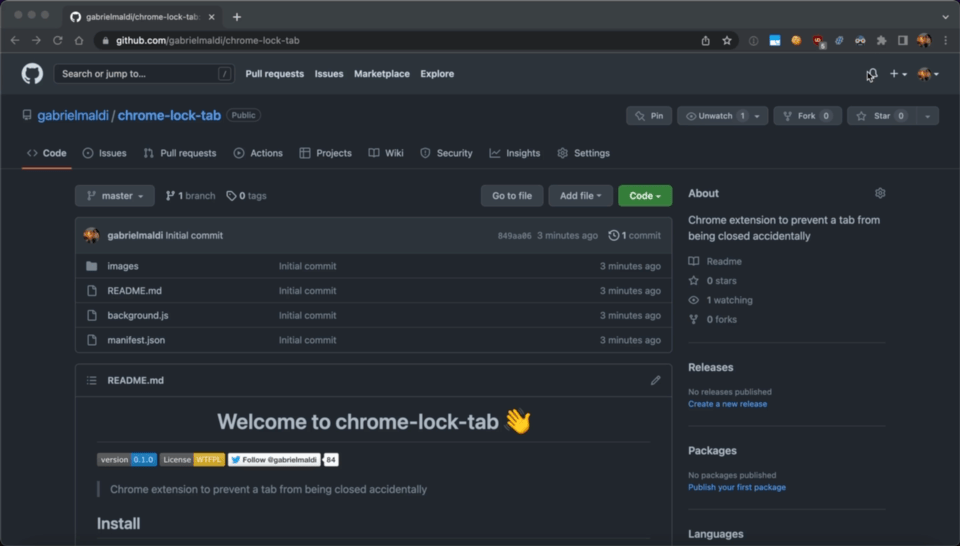 gabrielmaldi/chrome-lock-tab
github.com/gabrielmaldi/chrome-lock-tab
Search or jump to... /
Pull requests Issues Marketplace Explore
gabrielmaldi / chrome-lock-tab Public
Pin Unwatch 1 Fork 0 Star 0
Code Issues Pull requests Actions Projects Wiki Security Insights Settings
master 1 branch 0 tags Go to file Add file Code
gabrielmaldi Initial commit 849aa06 3 minutes ago 1 commit
images Initial commit 3 minutes ago
README.md Initial commit 3 minutes ago
background.js Initial commit 3 minutes ago
manifest.json Initial commit 3 minutes ago
README.md
Welcome to chrome-lock-tab 👋
version 0.1.0 License WTFPL Follow @gabrielmaldi 84
Chrome extension to prevent a tab from being closed accidentally
Install
About
Chrome extension to prevent a tab from
being closed accidentally
Readme
0 stars
1 watching
0 forks
Releases
No releases published
Create a new release
Packages
No packages published
Publish your first package
Languages